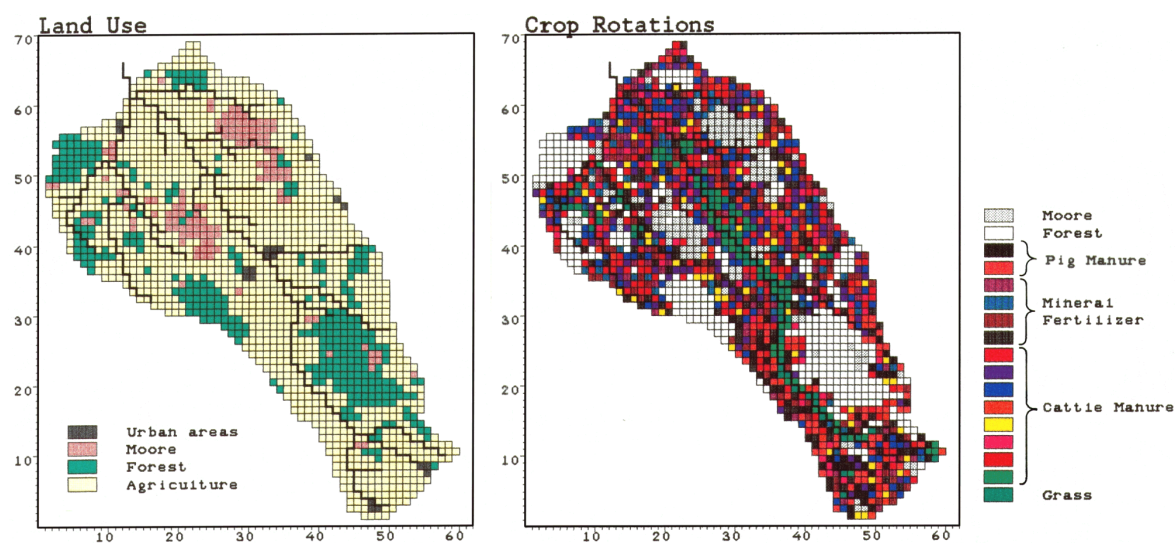 Land Use
Crop Rotations
70
60
50
40
30
20
10
Urban areas
Moore
Forest
Agriculture
10
20
30
40
50
60
70
60
50
40
30
20
10
10
20
30
40
50
60
Moore
Forest
Pig Manure
Mineral
Fertilizer
Cattle Manure
Grass